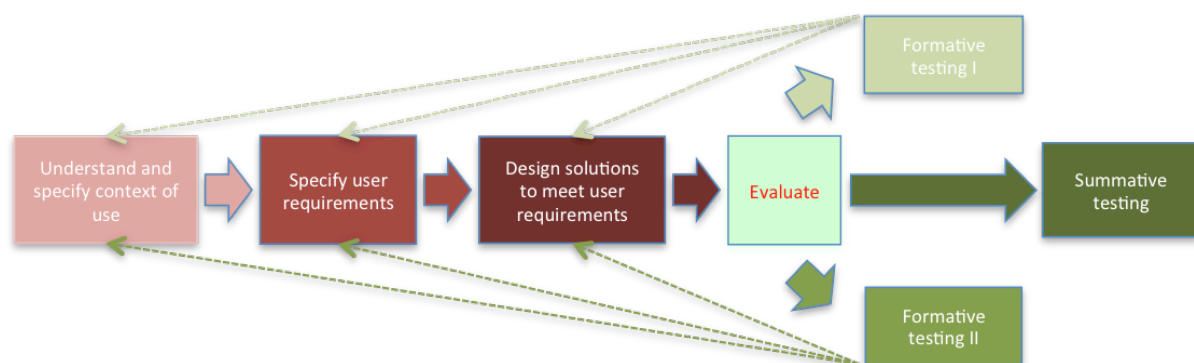 Formative
testing I
Understand and
specify context of
use
Specify user
requirements
Design solutions
to meet user
requirements
Evaluate
Summative
testing
Formative
testing II